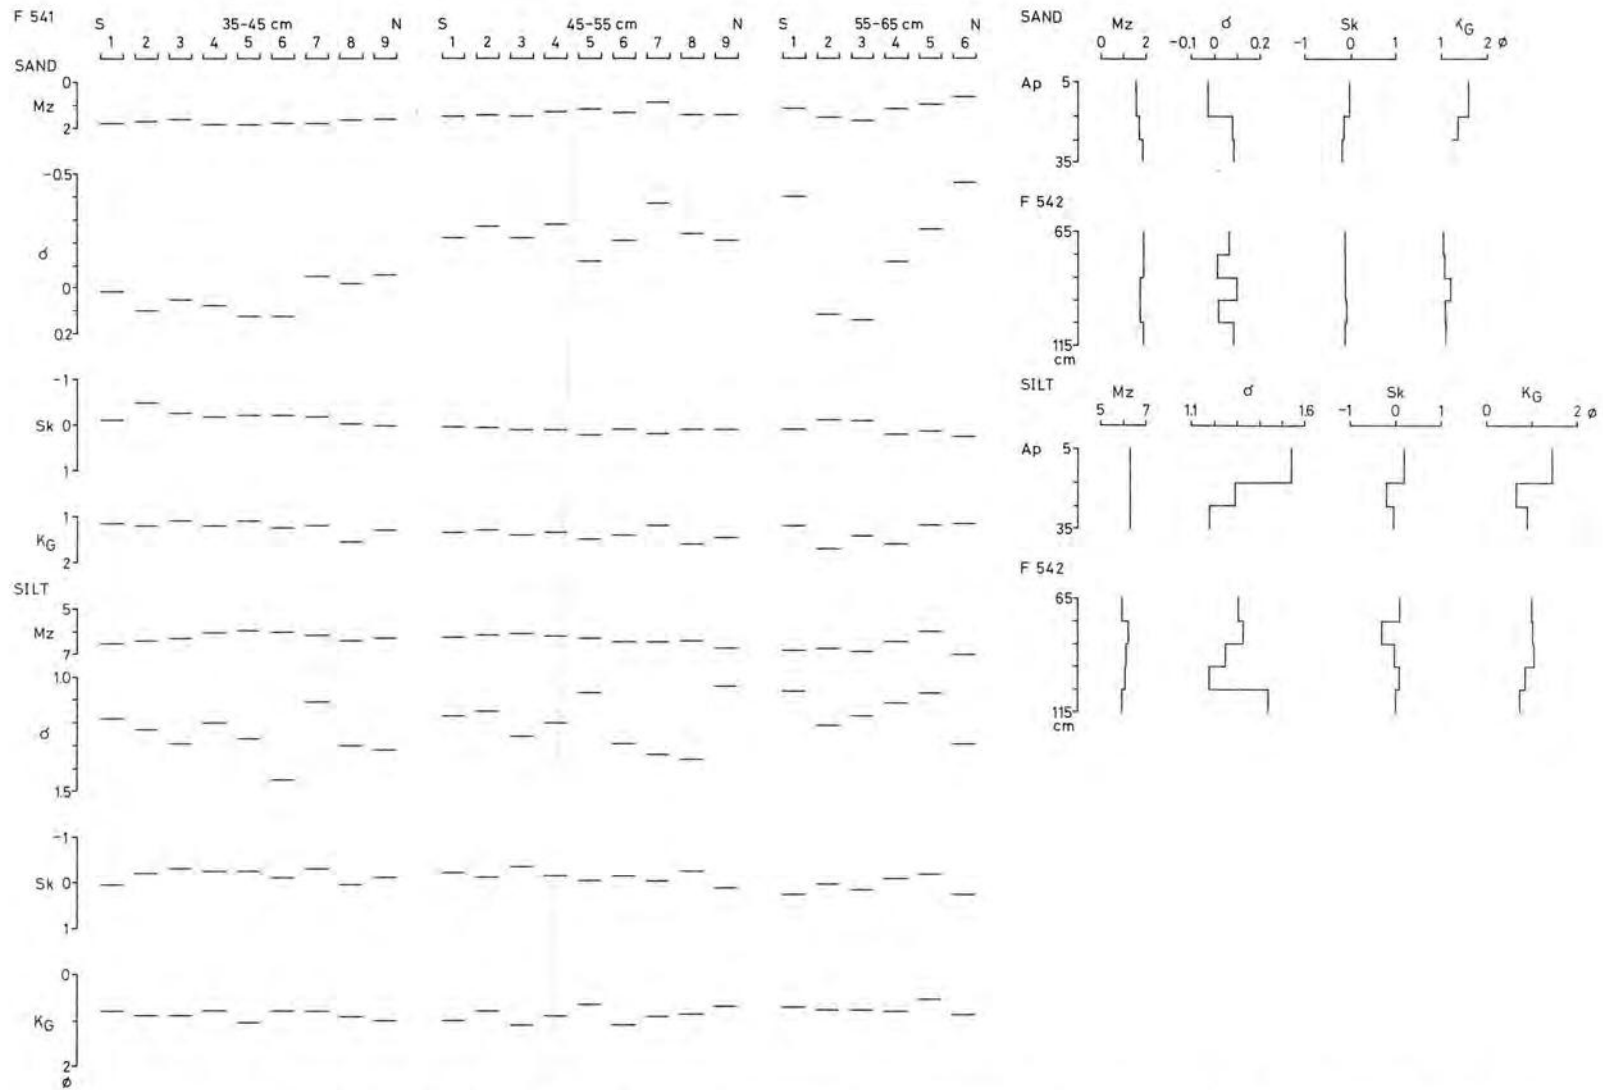 F 541
S 35-45 cm N
1 2 3 4 5 6 7 8 9
S 45-55 cm N
1 2 3 4 5 6 7 8 9
S 55-65 cm N
1 2 3 4 5 6
SAND
0
Mz
2
-0.5
σ
0
0.2
-1
Sk 0
1
1
KG
2
SILT
5
Mz
7
1.0
σ
1.5
-1
Sk 0
1
0
KG
2
ø
SAND
Mz σ Sk KG
0 2 -0.1 0 0.2 -1 0 1 1 2 ø
Ap 5
35
F 542
65
115
cm
SILT
Mz σ Sk KG
5 7 1.1 1.6 -1 0 1 0 2 ø
Ap 5
35
F 542
65
115
cm